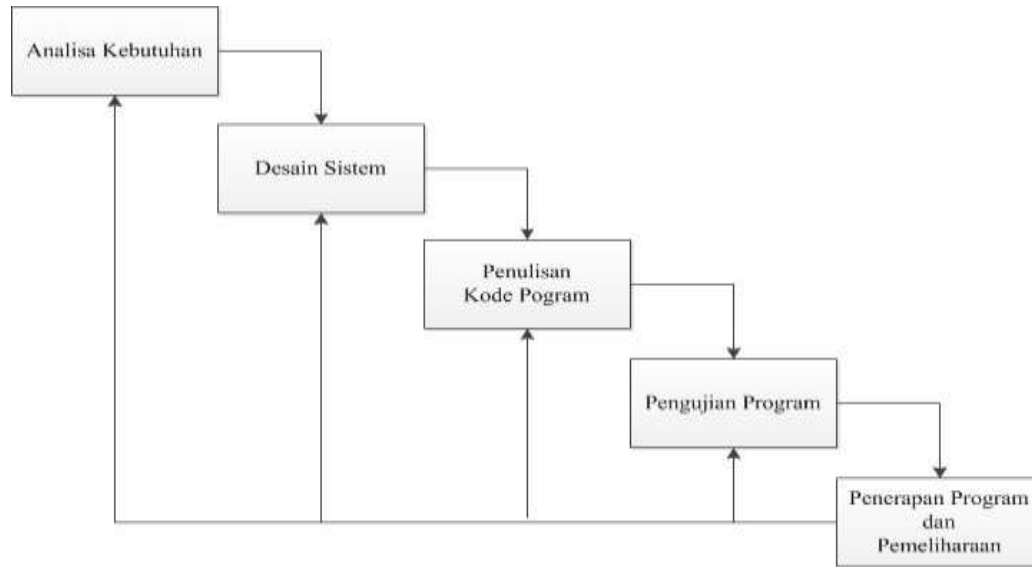 Analisa Kebutuhan
Desain Sistem
Penulisan
Kode Pogram
Pengujian Program
Penerapan Program
dan
Pemeliharaan